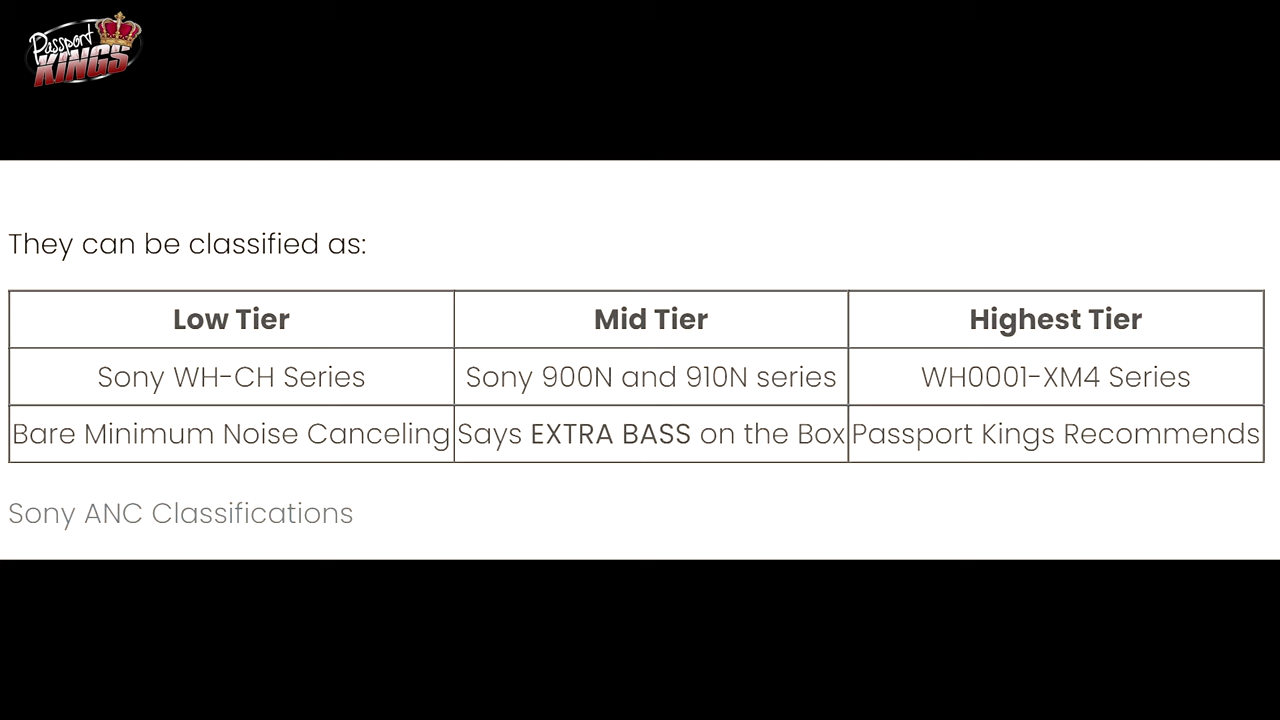 Passport
KINGS
They can be classified as:
Low Tier Mid Tier Highest Tier
Sony WH-CH Series Sony 900N and 910N series WH0001-XM4 Series
Bare Minimum Noise Canceling Says EXTRA BASS on the Box Passport Kings Recommends
Sony ANC Classifications